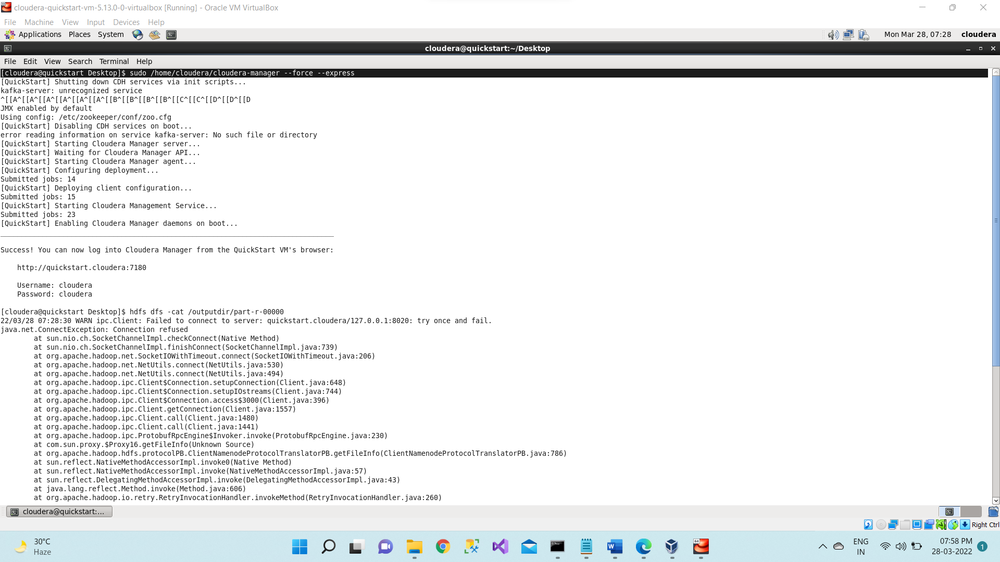 cloudera-quickstart-vm-5.13.0-0-virtualbox [Running] - Oracle VM VirtualBox
File Machine View Input Devices Help
Applications Places System Mon Mar 28, 07:28 cloudera
cloudera@quickstart:~/Desktop
File Edit View Search Terminal Help
[cloudera@quickstart Desktop]$ sudo /home/cloudera/cloudera-manager --force --express
[QuickStart] Shutting down CDH services via init scripts...
kafka-server: unrecognized service
^[[A^[[A^[[A^[[A^[[A^[[A^[[B^[[B^[[B^[[B^[[C^[[C^[[D^[[D^[[D
JMX enabled by default
Using config: /etc/zookeeper/conf/zoo.cfg
[QuickStart] Disabling CDH services on boot...
error reading information on service kafka-server: No such file or directory
[QuickStart] Starting Cloudera Manager server...
[QuickStart] Waiting for Cloudera Manager API...
[QuickStart] Starting Cloudera Manager agent...
[QuickStart] Configuring deployment...
Submitted jobs: 14
[QuickStart] Deploying client configuration...
Submitted jobs: 15
[QuickStart] Starting Cloudera Management Service...
Submitted jobs: 23
[QuickStart] Enabling Cloudera Manager daemons on boot...
________________________________________________________________________________
Success! You can now log into Cloudera Manager from the QuickStart VM's browser:
http://quickstart.cloudera:7180
Username: cloudera
Password: cloudera
[cloudera@quickstart Desktop]$ hdfs dfs -cat /outputdir/part-r-00000
22/03/28 07:28:30 WARN ipc.Client: Failed to connect to server: quickstart.cloudera/127.0.0.1:8020: try once and fail.
java.net.ConnectException: Connection refused
at sun.nio.ch.SocketChannelImpl.checkConnect(Native Method)
at sun.nio.ch.SocketChannelImpl.finishConnect(SocketChannelImpl.java:739)
at org.apache.hadoop.net.SocketIOWithTimeout.connect(SocketIOWithTimeout.java:206)
at org.apache.hadoop.net.NetUtils.connect(NetUtils.java:530)
at org.apache.hadoop.net.NetUtils.connect(NetUtils.java:494)
at org.apache.hadoop.ipc.Client$Connection.setupConnection(Client.java:648)
at org.apache.hadoop.ipc.Client$Connection.setupIOstreams(Client.java:744)
at org.apache.hadoop.ipc.Client$Connection.access$3000(Client.java:396)
at org.apache.hadoop.ipc.Client.getConnection(Client.java:1557)
at org.apache.hadoop.ipc.Client.call(Client.java:1480)
at org.apache.hadoop.ipc.Client.call(Client.java:1441)
at org.apache.hadoop.ipc.ProtobufRpcEngine$Invoker.invoke(ProtobufRpcEngine.java:230)
at com.sun.proxy.$Proxy16.getFileInfo(Unknown Source)
at org.apache.hadoop.hdfs.protocolPB.ClientNamenodeProtocolTranslatorPB.getFileInfo(ClientNamenodeProtocolTranslatorPB.java:786)
at sun.reflect.NativeMethodAccessorImpl.invoke0(Native Method)
at sun.reflect.NativeMethodAccessorImpl.invoke(NativeMethodAccessorImpl.java:57)
at sun.reflect.DelegatingMethodAccessorImpl.invoke(DelegatingMethodAccessorImpl.java:43)
at java.lang.reflect.Method.invoke(Method.java:606)
at org.apache.hadoop.io.retry.RetryInvocationHandler.invokeMethod(RetryInvocationHandler.java:260)
cloudera@quickstart:...
Right Ctrl
30°C
Haze
ENG
IN
07:58 PM
28-03-2022
1